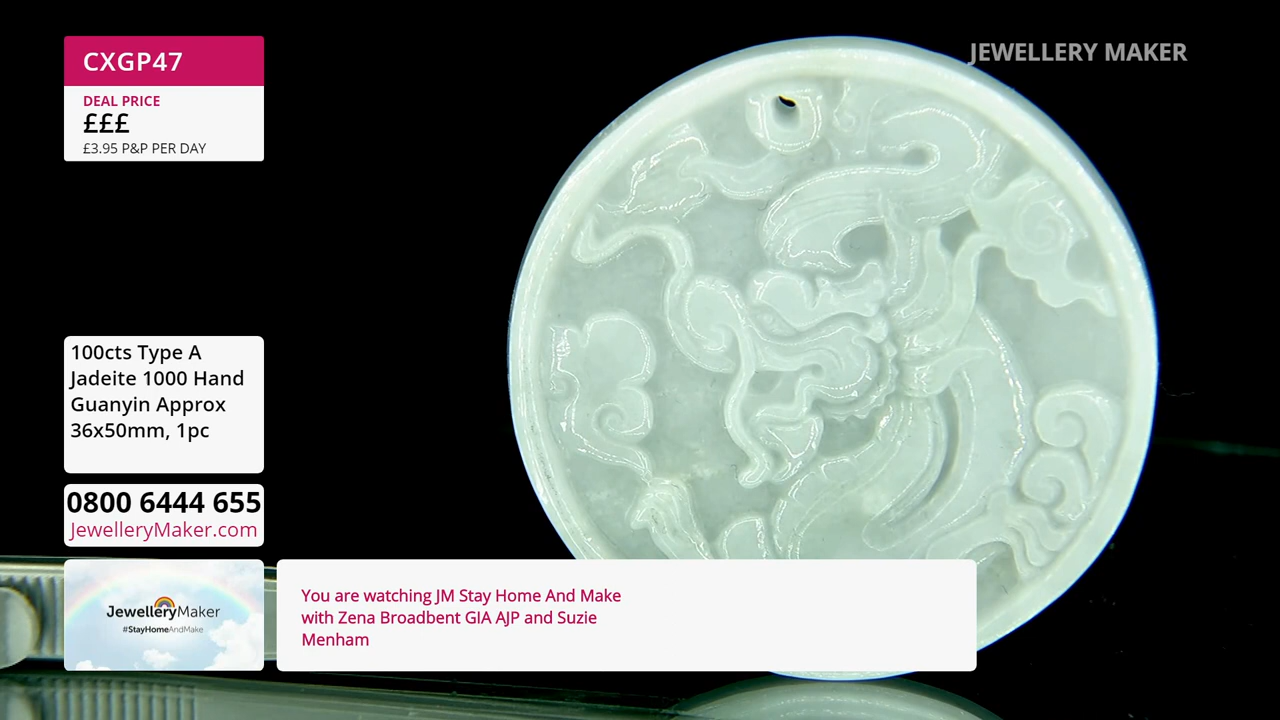 CXGP47
DEAL PRICE
£££
£3.95 P&P PER DAY
JEWELLERY MAKER
100cts Type A
Jadeite 1000 Hand
Guanyin Approx
36x50mm, 1pc
0800 6444 655
JewelleryMaker.com
JewelleryMaker
#StayHomeAndMake
You are watching JM Stay Home And Make
with Zena Broadbent GIA AJP and Suzie
Menham